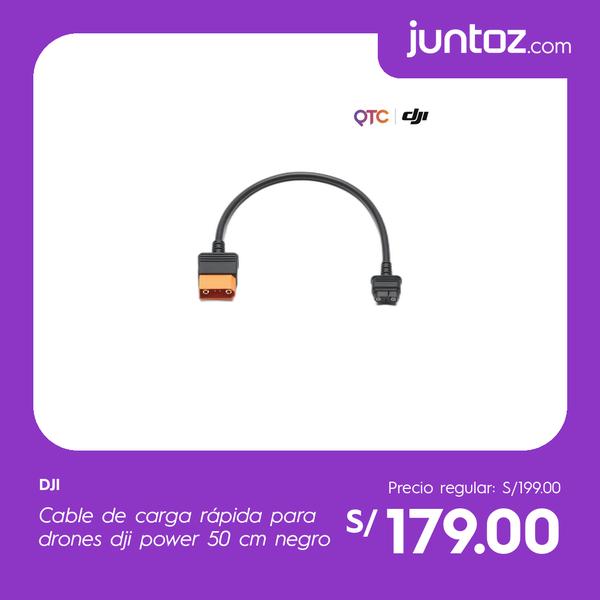 juntoz.com
QTC | dji
DJI
Precio regular: S/199.00
Cable de carga rápida para
drones dji power 50 cm negro
S/179.00